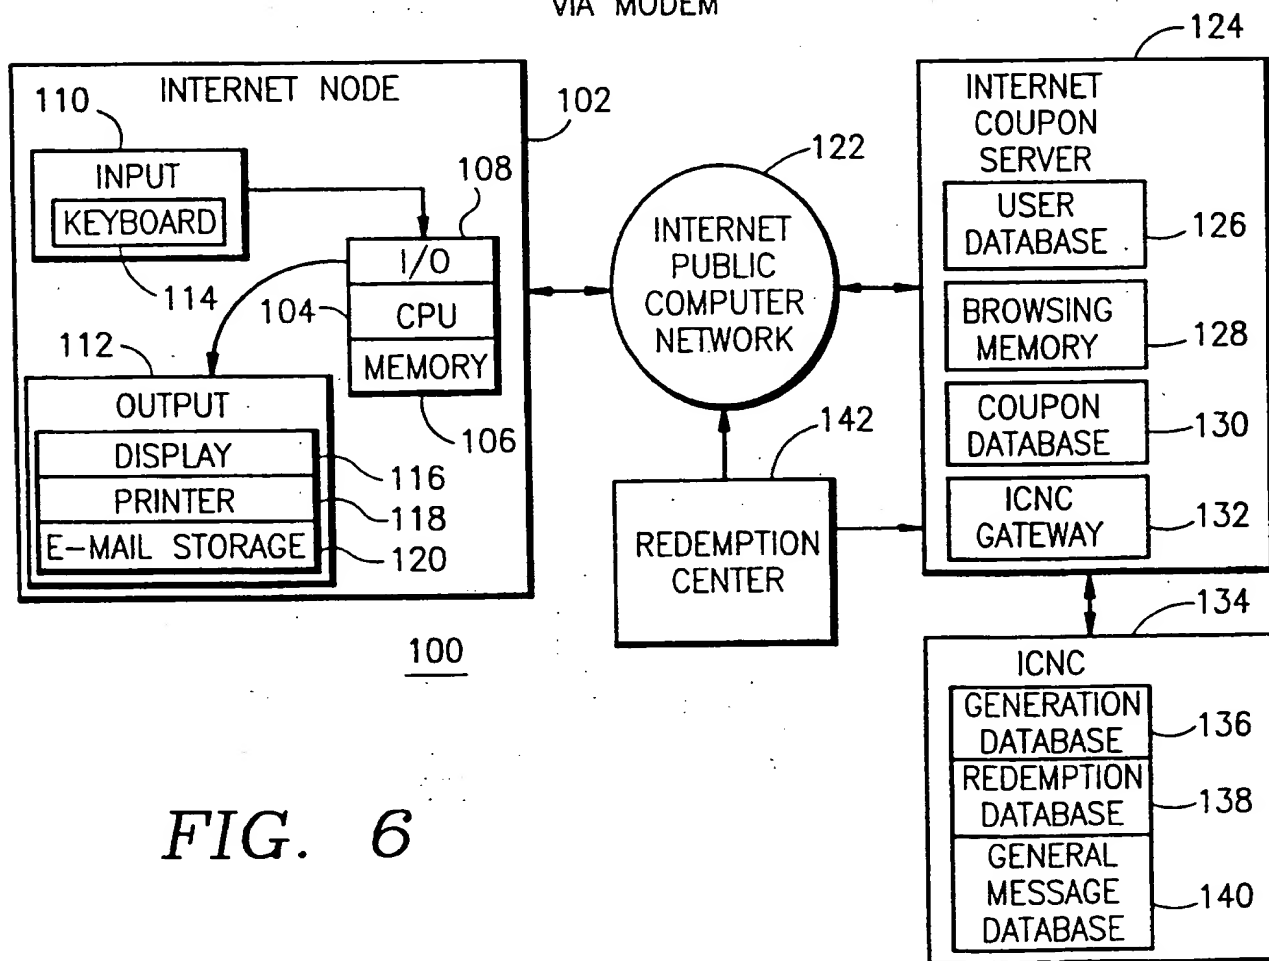 VIA MODEM
124
INTERNET NODE
110
102
INPUT
KEYBOARD
114
108
I/O
104
CPU
MEMORY
106
112
OUTPUT
DISPLAY
116
PRINTER
118
E-MAIL STORAGE
120
122
INTERNET
PUBLIC
COMPUTER
NETWORK
142
REDEMPTION
CENTER
INTERNET
COUPON
SERVER
USER
DATABASE
126
BROWSING
MEMORY
128
COUPON
DATABASE
130
ICNC
GATEWAY
132
134
ICNC
GENERATION
DATABASE
136
REDEMPTION
DATABASE
138
GENERAL
MESSAGE
DATABASE
140
100
FIG. 6